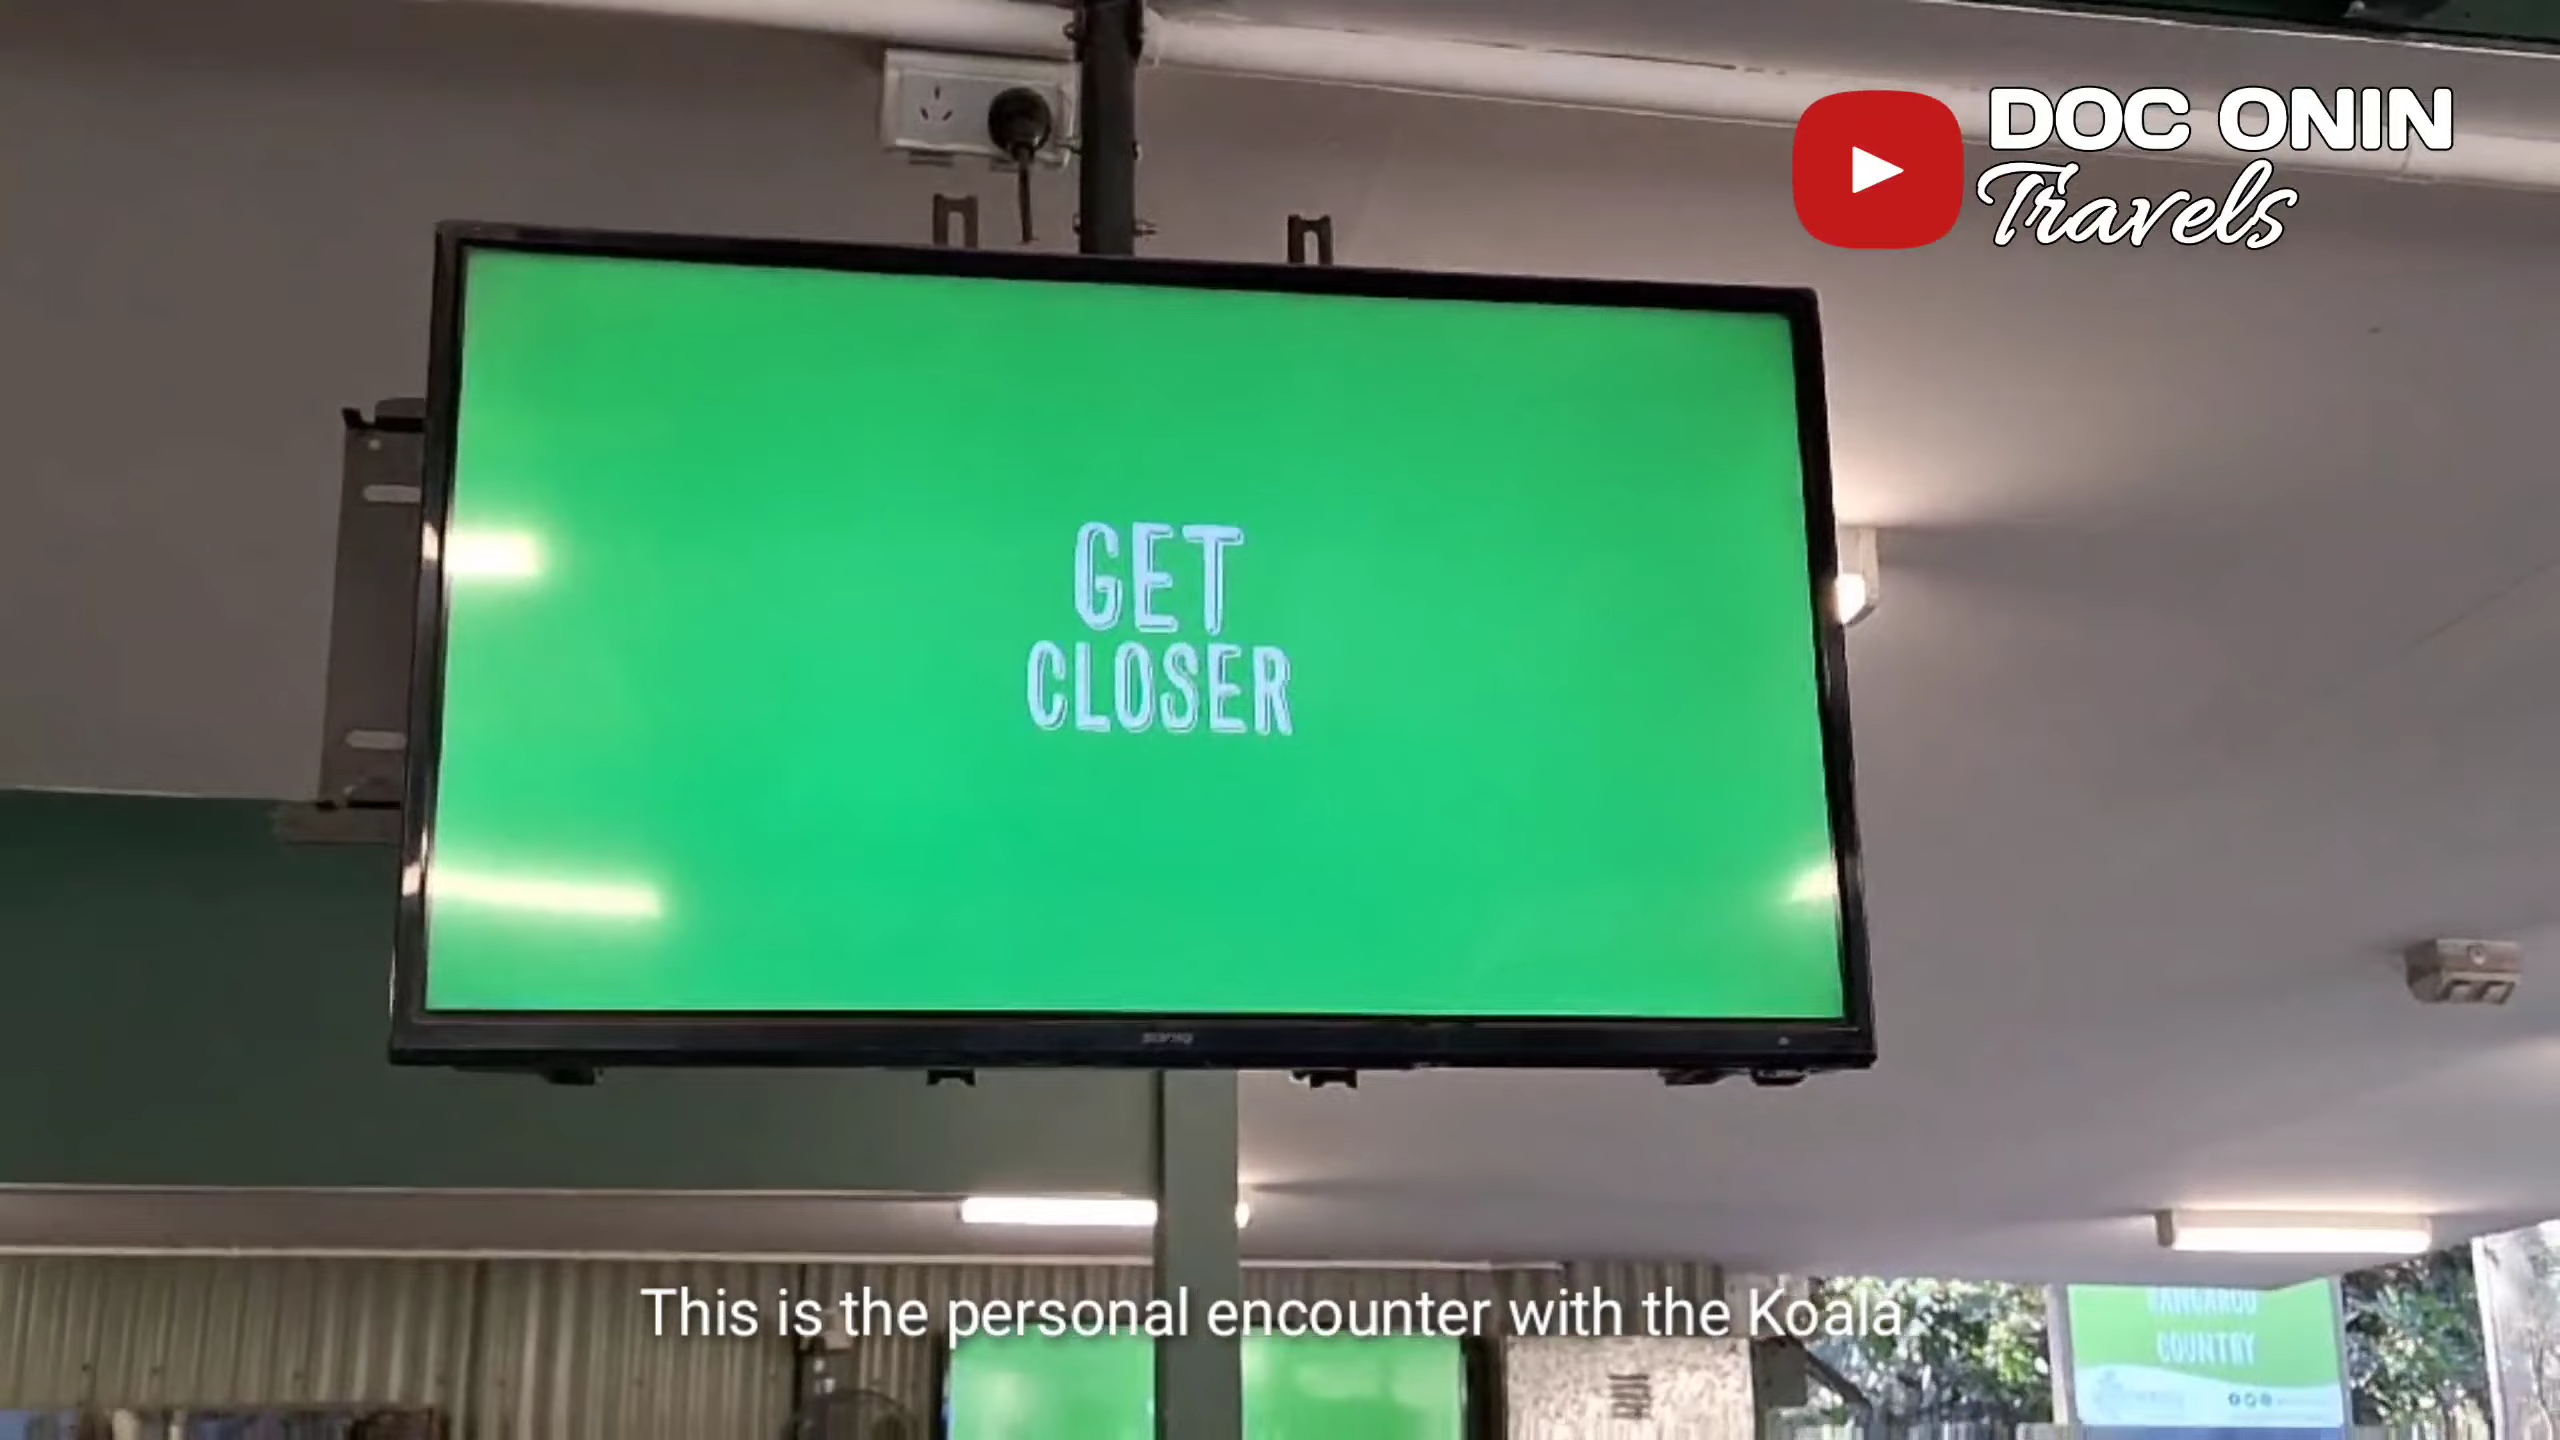 DOC ONIN
Travels
GET
CLOSER
This is the personal encounter with the Koala.
KANGAROO
COUNTRY